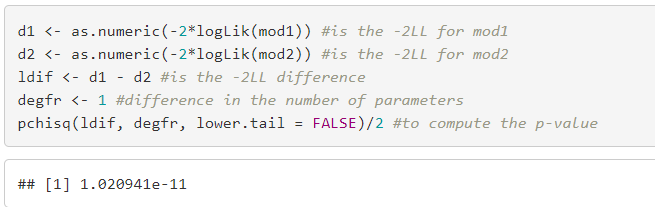 d1 <- as.numeric(-2*logLik(mod1)) #is the -2LL for mod1
d2 <- as.numeric(-2*logLik(mod2)) #is the -2LL for mod2
ldif <- d1 - d2 #is the -2LL difference
degfr <- 1 #difference in the number of parameters
pchisq(ldif, degfr, lower.tail = FALSE)/2 #to compute the p-value
## [1] 1.020941e-11